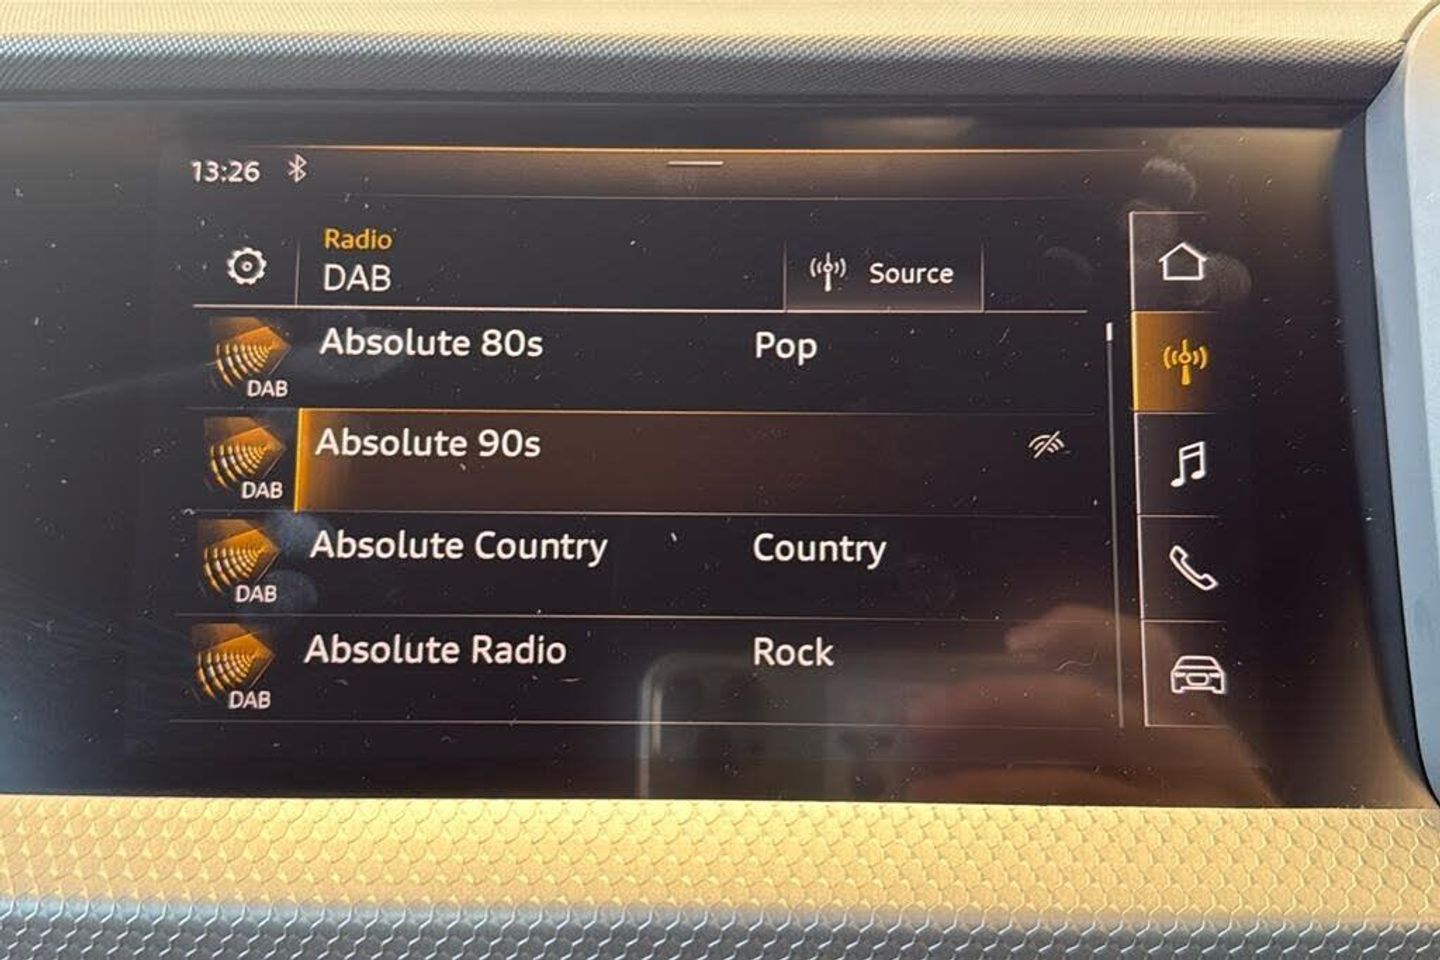 13:26
Radio
DAB
Source
DAB
Absolute 80s Pop
DAB
Absolute 90s
DAB
Absolute Country Country
DAB
Absolute Radio Rock